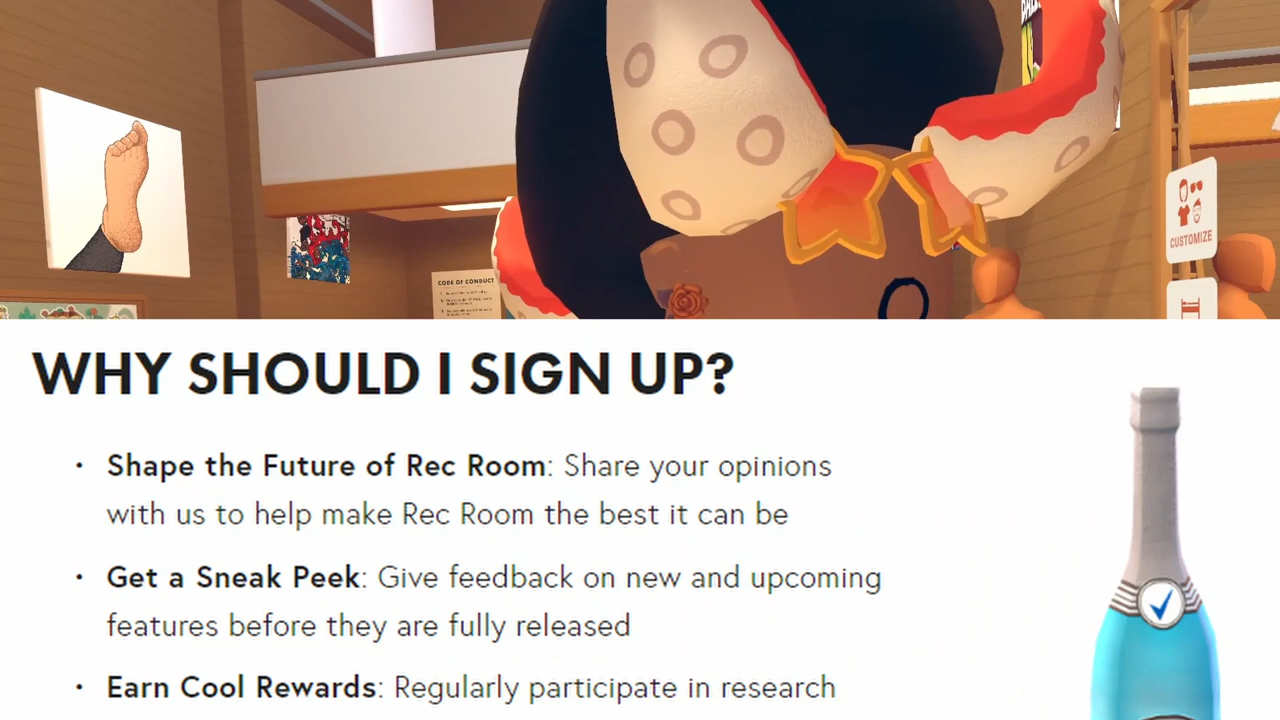 CODE OF CONDUCT
CUSTOMIZE
WHY SHOULD I SIGN UP?
• Shape the Future of Rec Room: Share your opinions
with us to help make Rec Room the best it can be
• Get a Sneak Peek: Give feedback on new and upcoming
features before they are fully released
• Earn Cool Rewards: Regularly participate in research